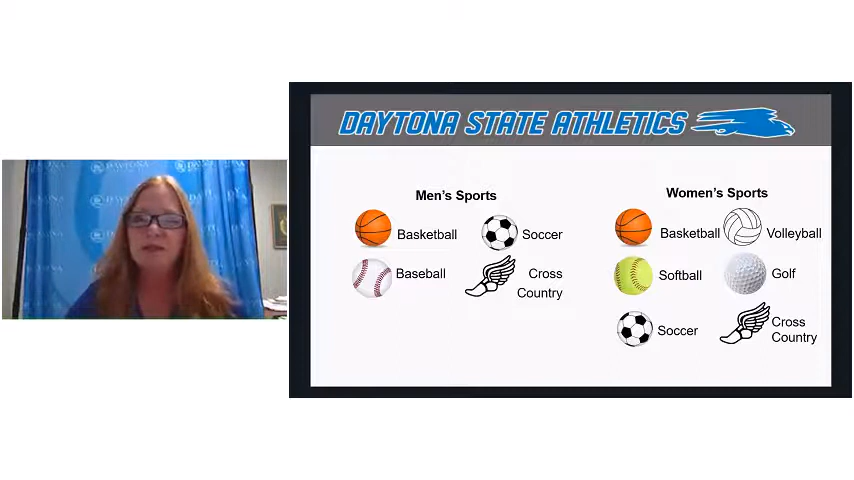 DAYTONA STATE ATHLETICS
Men's Sports
Basketball
Soccer
Baseball
Cross
Country
Women's Sports
Basketball
Volleyball
Softball
Golf
Soccer
Cross
Country
DAYTONA